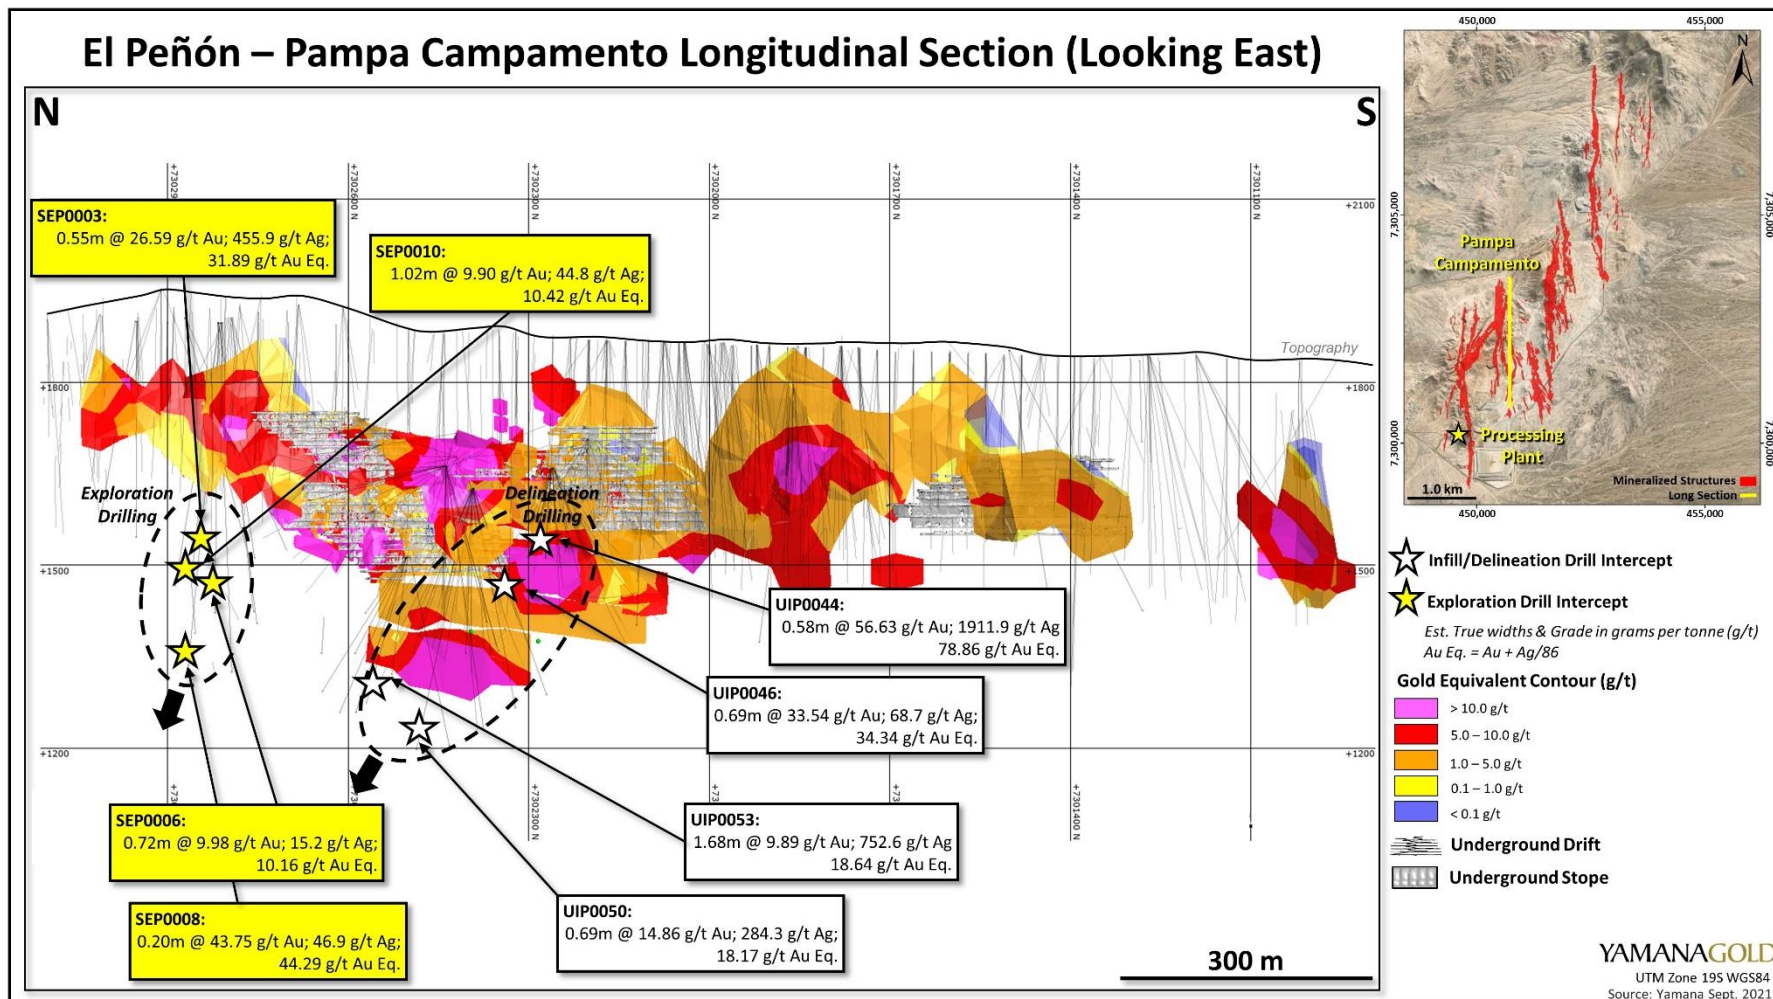 El Peñón – Pampa Campamento Longitudinal Section (Looking East)
N
S
+73029
+7302600 N
+7302300 N
+7302000 N
+7301700 N
+7301400 N
+7301100 N
+2100
SEP0003:
0.55m @ 26.59 g/t Au; 455.9 g/t Ag;
31.89 g/t Au Eq.
SEP0010:
1.02m @ 9.90 g/t Au; 44.8 g/t Ag;
10.42 g/t Au Eq.
Topography
+1800
+1800
Exploration
Drilling
Delineation
Drilling
+1500
+1500
UIP0044:
0.58m @ 56.63 g/t Au; 1911.9 g/t Ag
78.86 g/t Au Eq.
UIP0046:
0.69m @ 33.54 g/t Au; 68.7 g/t Ag;
34.34 g/t Au Eq.
+1200
+1200
+7302300 N
+7301400 N
SEP0006:
0.72m @ 9.98 g/t Au; 15.2 g/t Ag;
10.16 g/t Au Eq.
UIP0053:
1.68m @ 9.89 g/t Au; 752.6 g/t Ag
18.64 g/t Au Eq.
SEP0008:
0.20m @ 43.75 g/t Au; 46.9 g/t Ag;
44.29 g/t Au Eq.
UIP0050:
0.69m @ 14.86 g/t Au; 284.3 g/t Ag;
18.17 g/t Au Eq.
300 m
450,000
455,000
N
7,305,000
7,305,000
Pampa
Campamento
7,300,000
Processing
Plant
1.0 km
Mineralized Structures
Long Section
450,000
455,000
Infill/Delineation Drill Intercept
Exploration Drill Intercept
Est. True widths & Grade in grams per tonne (g/t)
Au Eq. = Au + Ag/86
Gold Equivalent Contour (g/t)
> 10.0 g/t
5.0 – 10.0 g/t
1.0 – 5.0 g/t
0.1 – 1.0 g/t
< 0.1 g/t
Underground Drift
Underground Stope
YAMANAGOLD
UTM Zone 19S WGS84
Source: Yamana Sept. 2021